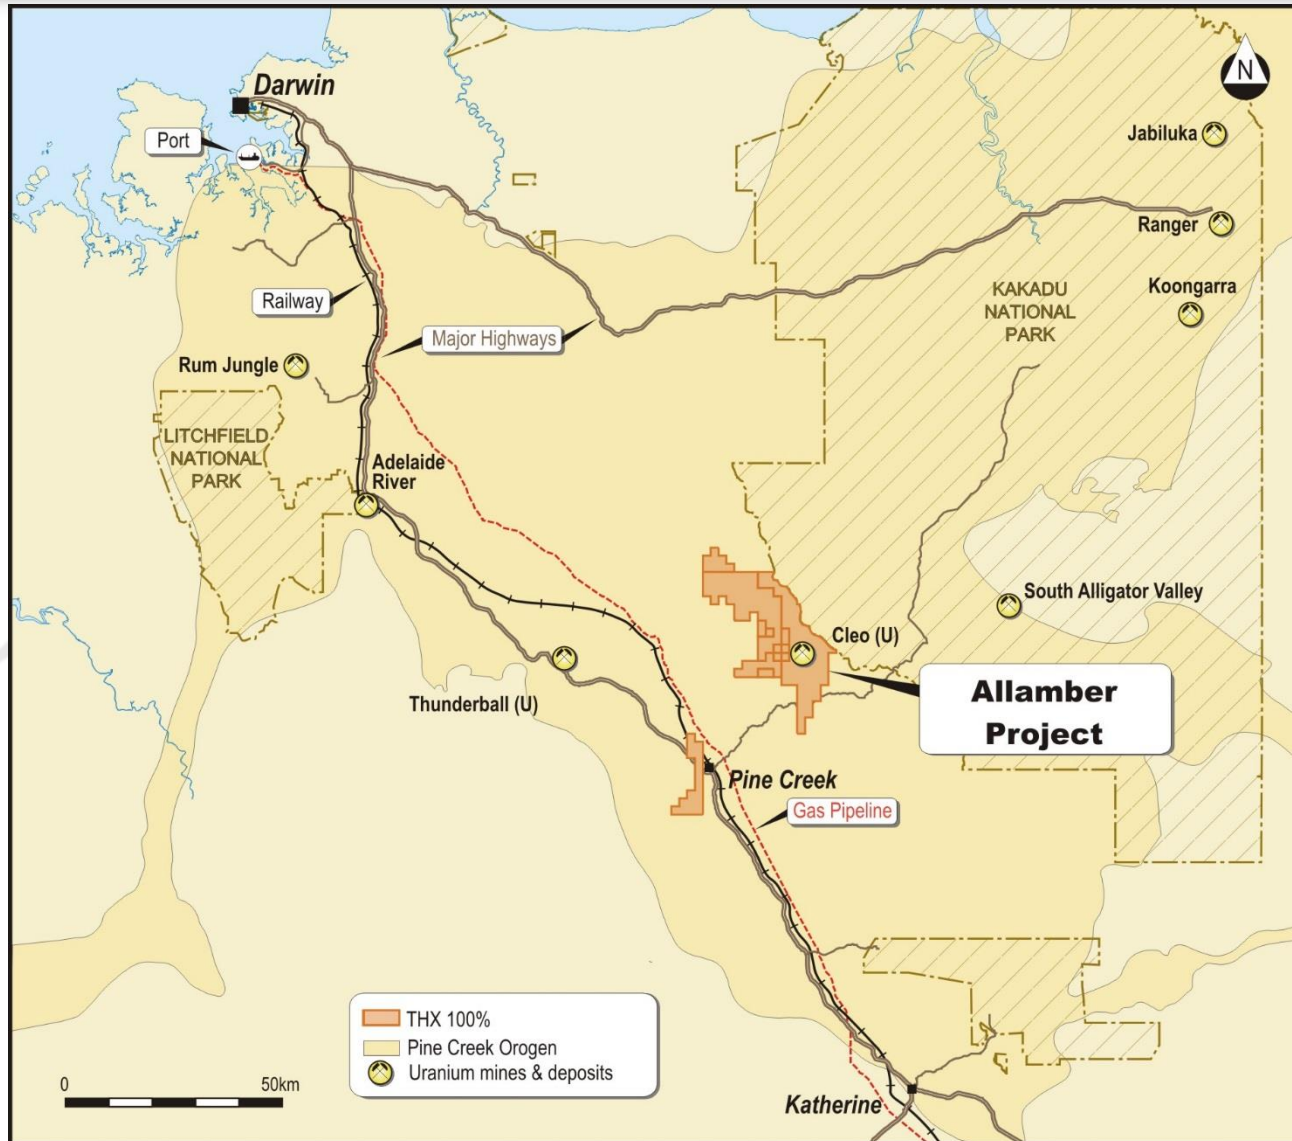 Darwin
N
Port
Jabiluka
Ranger
Koongarra
KAKADU
NATIONAL
PARK
Railway
Major Highways
Rum Jungle
LITCHFIELD
NATIONAL
PARK
Adelaide
River
South Alligator Valley
Cleo (U)
Allamber
Project
Thunderball (U)
Pine Creek
Gas Pipeline
THX 100%
Pine Creek Orogen
Uranium mines & deposits
0 50km
Katherine